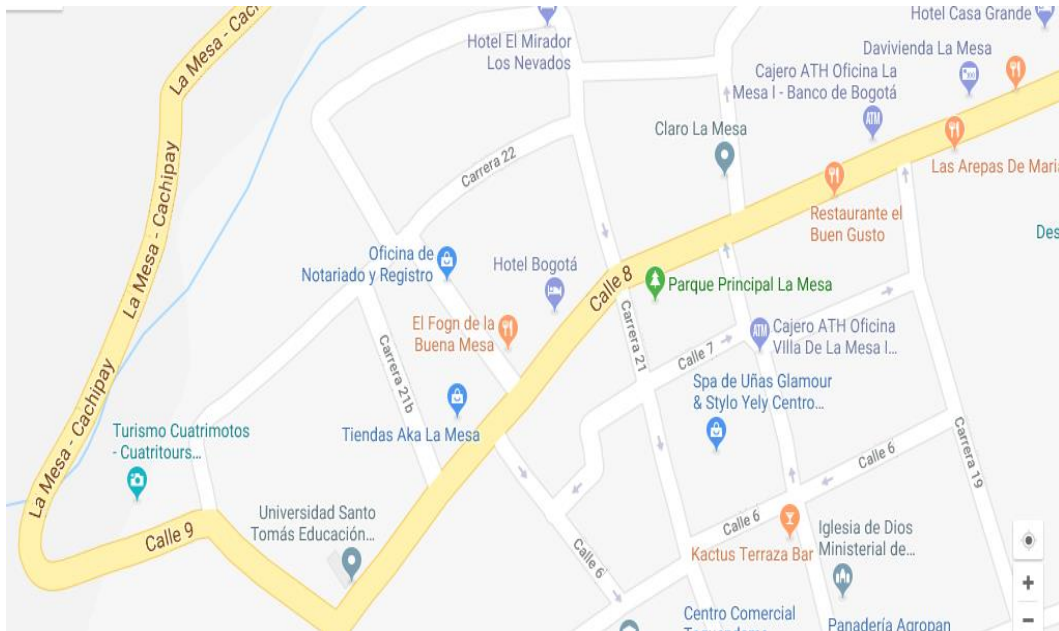 La Mesa - Cachipay
Hotel El Mirador
Los Nevados
Hotel Casa Grande
Davivienda La Mesa
Cajero ATH Oficina La
Mesa I - Banco de Bogotá
ATM
Claro La Mesa
Las Arepas De Maria
Carrera 22
La Mesa - Cachipay
Restaurante el
Buen Gusto
Des
Oficina de
Notariado y Registro
Hotel Bogotá
Calle 8
Parque Principal La Mesa
El Fogn de la
Buena Mesa
Carrera 21
ATM
Cajero ATH Oficina
VIlla De La Mesa I...
Calle 7
Carrera 21b
Spa de Uñas Glamour
& Stylo Yely Centro...
Tiendas Aka La Mesa
La Mesa - Cachipay
Turismo Cuatrimotos
- Cuatritours...
Carrera 19
Calle 6
Universidad Santo
Tomás Educación...
Calle 9
Calle 6
Kactus Terraza Bar
Iglesia de Dios
Ministerial de...
Calle 6
+
−
Centro Comercial
Panadería Agropan